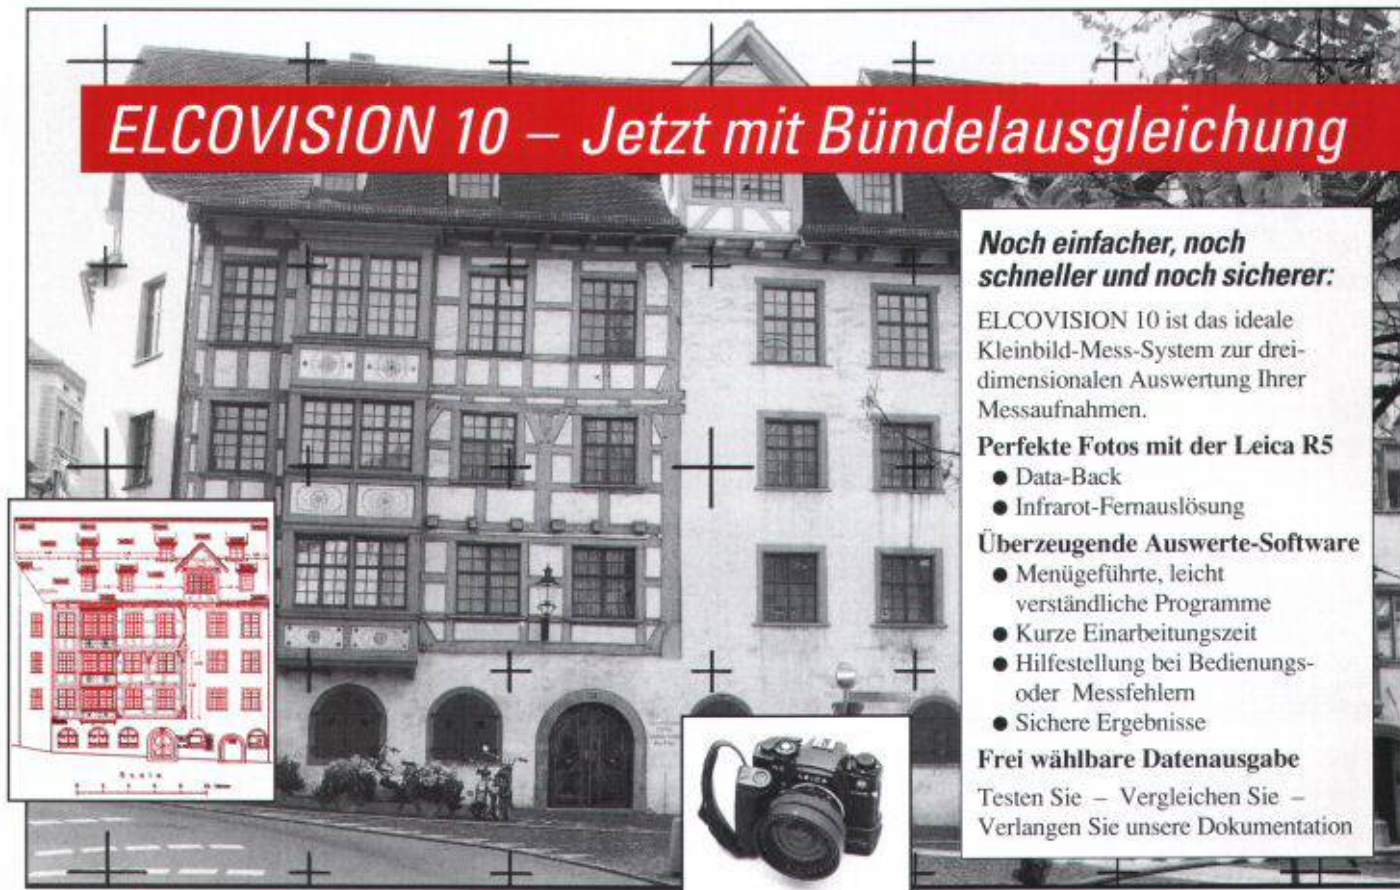 ELCOVISION 10 – Jetzt mit Bündelausgleichung
Noch einfacher, noch
schneller und noch sicherer:
ELCOVISION 10 ist das ideale
Kleinbild-Mess-System zur drei-
dimensionalen Auswertung Ihrer
Messaufnahmen.
Perfekte Fotos mit der Leica R5
● Data-Back
● Infrarot-Fernauslösung
Überzeugende Auswerte-Software
● Menügeführte, leicht
verständliche Programme
● Kurze Einarbeitungszeit
● Hilfestellung bei Bedienungs-
oder Messfehlern
● Sichere Ergebnisse
Frei wählbare Datenausgabe
Testen Sie – Vergleichen Sie –
Verlangen Sie unsere Dokumentation
Scale
LEICA